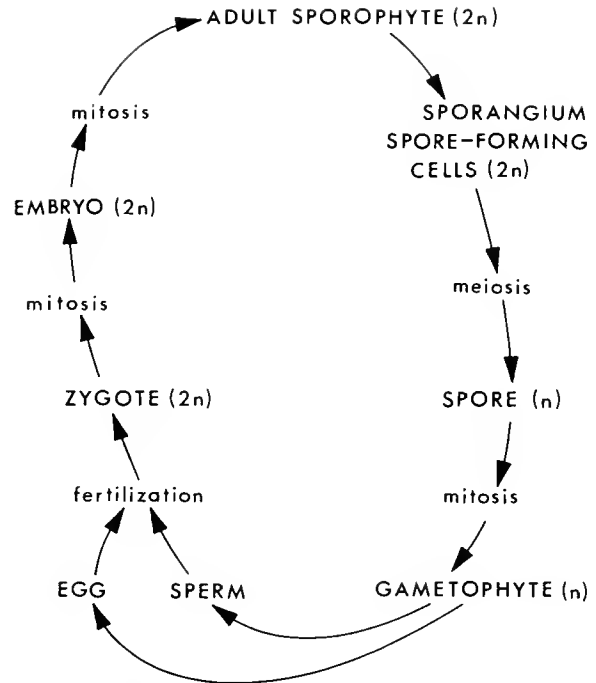 ADULT SPOROPHYTE (2n)
SPORANGIUM
SPORE-FORMING
CELLS (2n)
meiosis
SPORE (n)
mitosis
GAMETOPHYTE (n)
SPERM
EGG
fertilization
ZYGOTE (2n)
mitosis
EMBRYO (2n)
mitosis